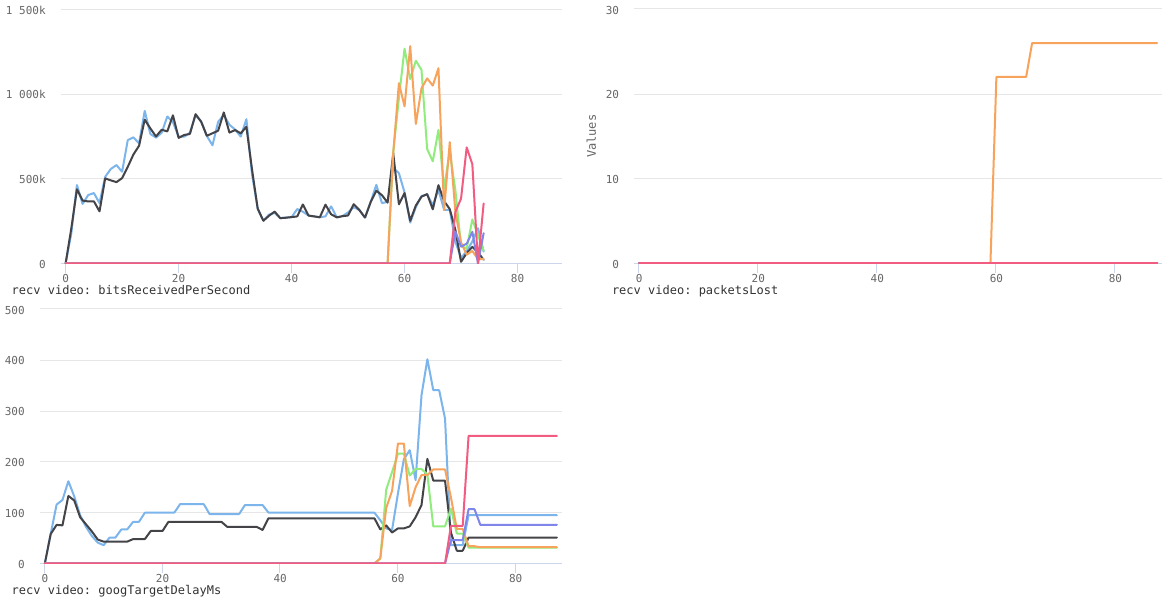 1 500k
1 000k
500k
0
0 20 40 60 80
recv video: bitsReceivedPerSecond
30
20
10
0
Values
0 20 40 60 80
recv video: packetsLost
500
400
300
200
100
0
0 20 40 60 80
recv video: googTargetDelayMs